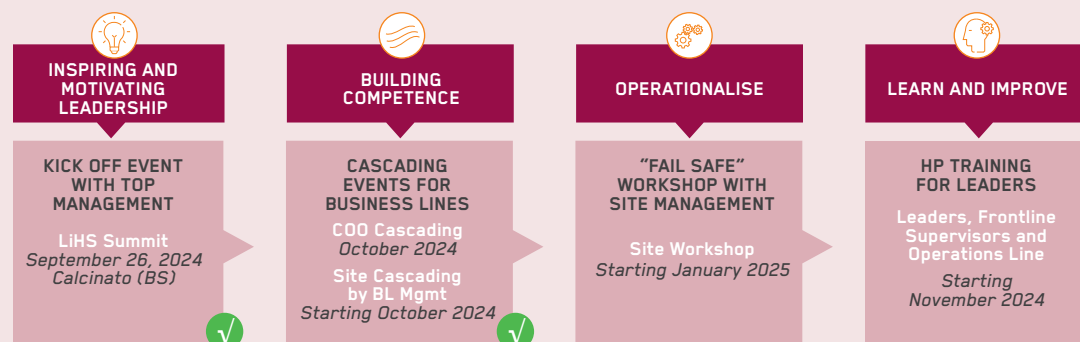 INSPIRING AND
MOTIVATING
LEADERSHIP
KICK OFF EVENT
WITH TOP
MANAGEMENT
LiHS Summit
September 26, 2024
Calcinato (BS)
√
BUILDING
COMPETENCE
CASCADING
EVENTS FOR
BUSINESS LINES
COO Cascading
October 2024
Site Cascading
by BL Mgmt
Starting October 2024
√
OPERATIONALISE
“FAIL SAFE”
WORKSHOP WITH
SITE MANAGEMENT
Site Workshop
Starting January 2025
LEARN AND IMPROVE
HP TRAINING
FOR LEADERS
Leaders, Frontline
Supervisors and
Operations Line
Starting
November 2024